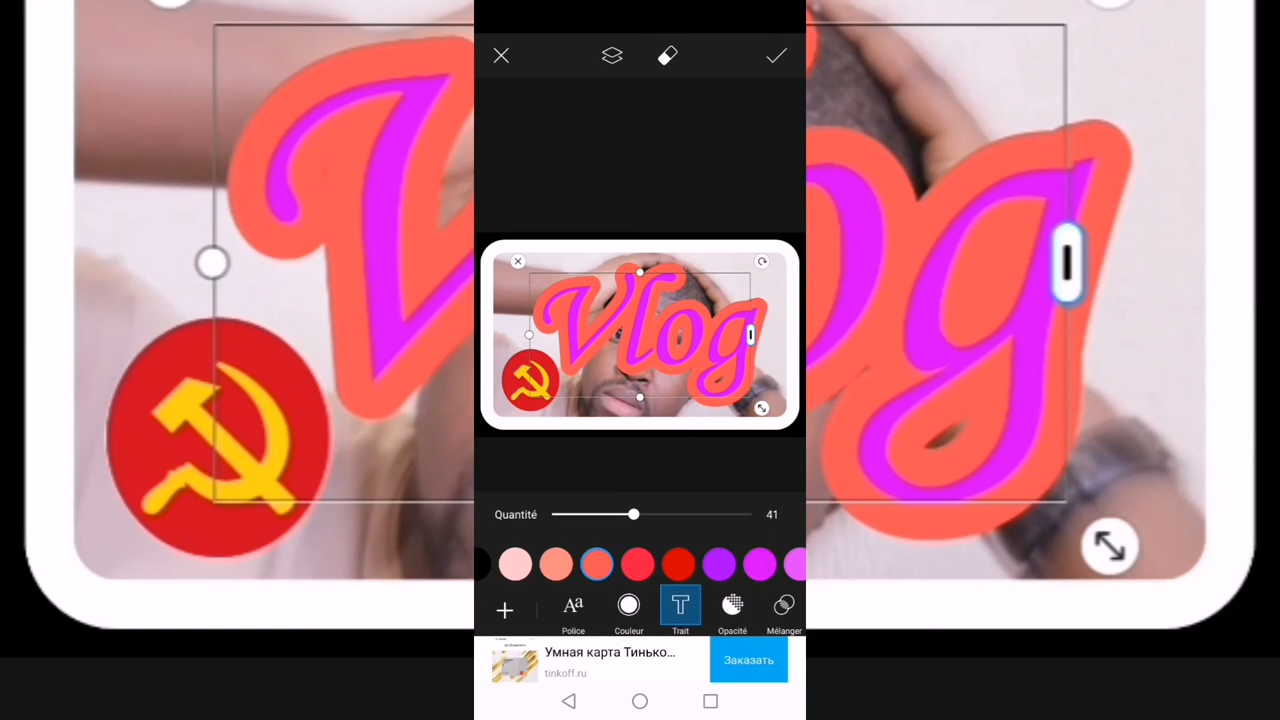 Vlog
Quantité 41
Aa
Police Couleur Trait Opacité Mélanger
Умная карта Тинько...
tinkoff.ru
Заказать